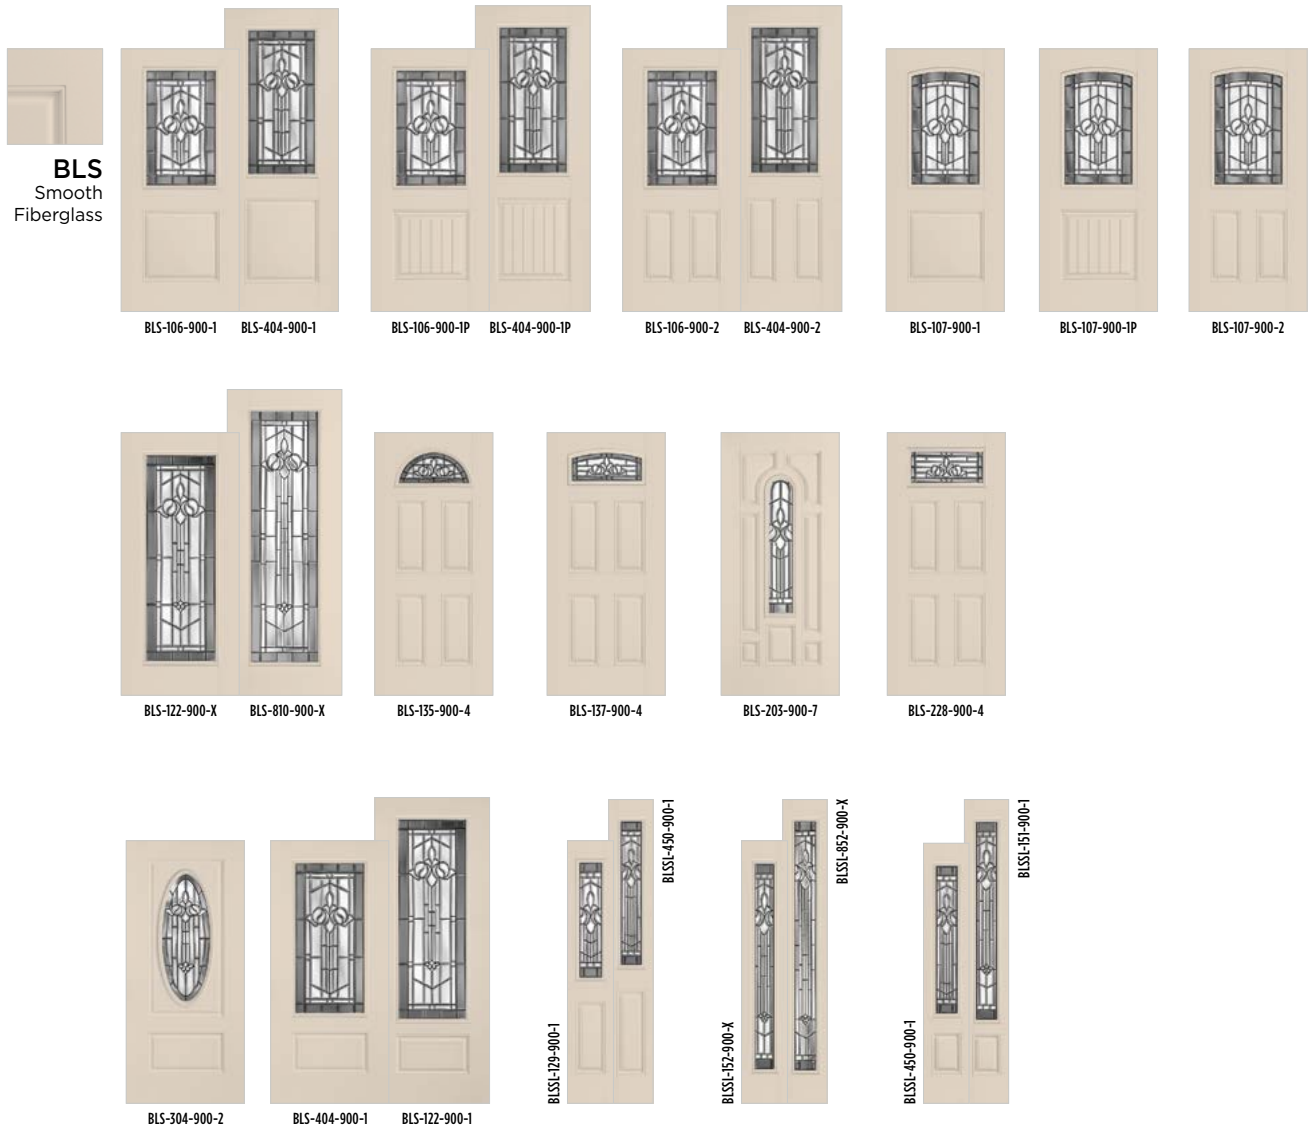 BLS
Smooth
Fiberglass
BLS-106-900-1
BLS-404-900-1
BLS-106-900-1P
BLS-404-900-1P
BLS-106-900-2
BLS-404-900-2
BLS-107-900-1
BLS-107-900-1P
BLS-107-900-2
BLS-122-900-X
BLS-810-900-X
BLS-135-900-4
BLS-137-900-4
BLS-203-900-7
BLS-228-900-4
BLS-304-900-2
BLS-404-900-1
BLS-122-900-1
BLSSL-129-900-1
BLSSL-450-900-1
BLSSL-152-900-X
BLSSL-852-900-X
BLSSL-450-900-1
BLSSL-151-900-1